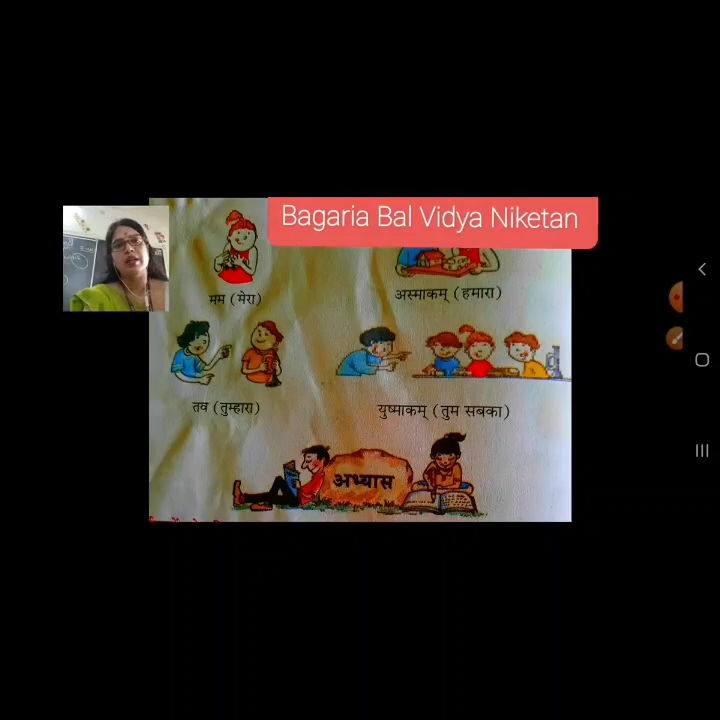 Bagaria Bal Vidya Niketan
मम (मेरा)
अस्माकम् (हमारा)
तव (तुम्हारा)
युष्माकम् (तुम सबका)
अभ्यास